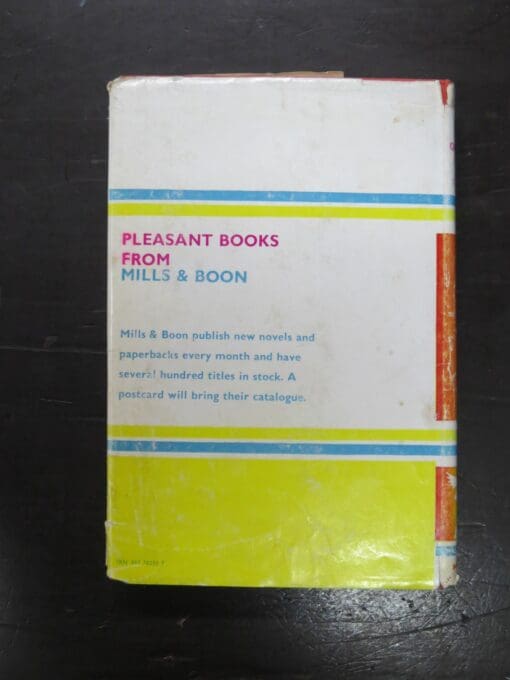 PLEASANT BOOKS
FROM
MILLS & BOON
Mills & Boon publish new novels and
paperbacks every month and have
several hundred titles in stock. A
postcard will bring their catalogue.